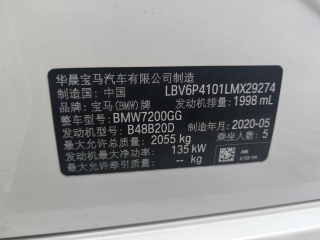 华晨宝马汽车有限公司制造
制造国：中国 LBV6P4101LMX29274
品牌：宝马(BMW)牌 发动机排量：1998 mL
整车型号：BMW7200GG
发动机型号：B48B20D 制造年月：2020-05
最大允许总质量：2055 kg 乘坐人数：5
发动机最大净功率：135 kW
最大允许牵引质量：-- kg